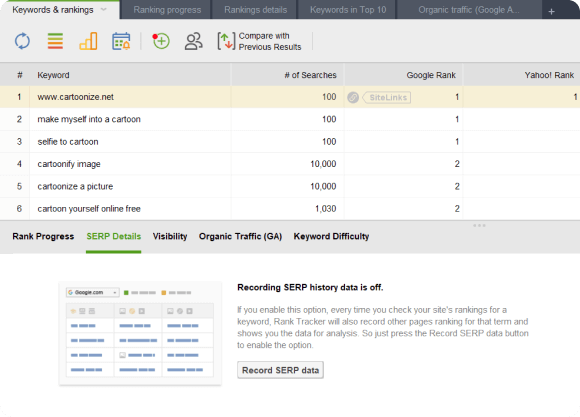 Keywords & rankings
Ranking progress
Rankings details
Keywords in Top 10
Organic traffic (Google A...
+
Compare with
Previous Results
# Keyword # of Searches Google Rank Yahoo! Rank
1 www.cartoonize.net 100 SiteLinks 1 1
2 make myself into a cartoon 100 1
3 selfie to cartoon 100 1
4 cartoonify image 10,000 2
5 cartoonize a picture 10,000 2
6 cartoon yourself online free 1,030 2
Rank Progress SERP Details Visibility Organic Traffic (GA) Keyword Difficulty
G Google.com
Recording SERP history data is off.
If you enable this option, every time you check your site's rankings for a
keyword, Rank Tracker will also record other pages ranking for that term and
shows you the data for analysis. So just press the Record SERP data button
to enable the option.
Record SERP data